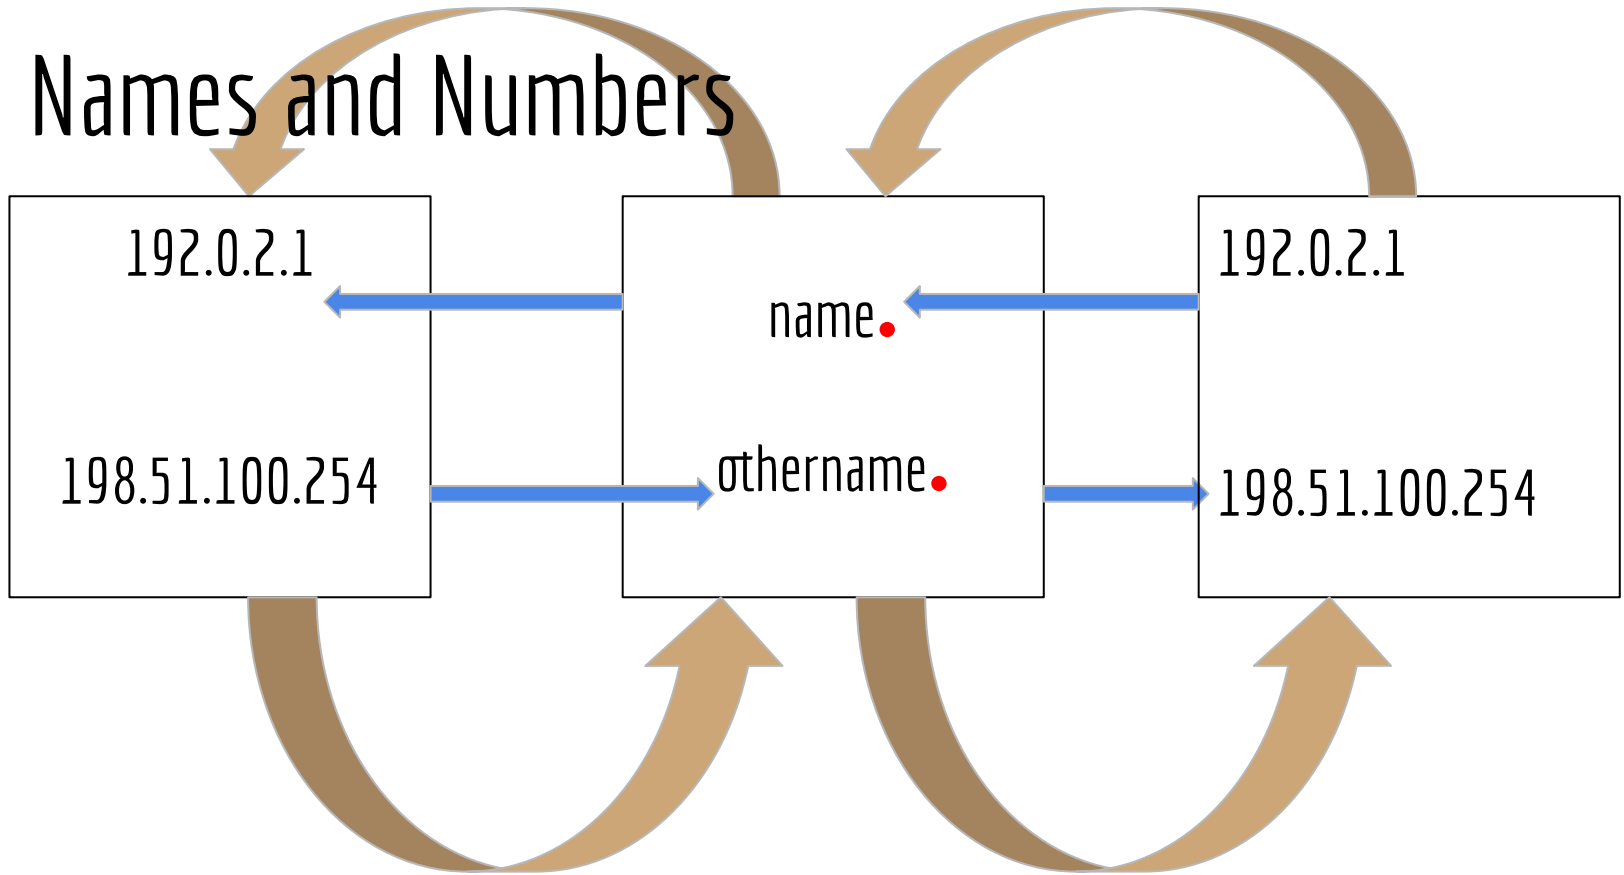 Names and Numbers
192.0.2.1
198.51.100.254
name.
othername.
192.0.2.1
198.51.100.254